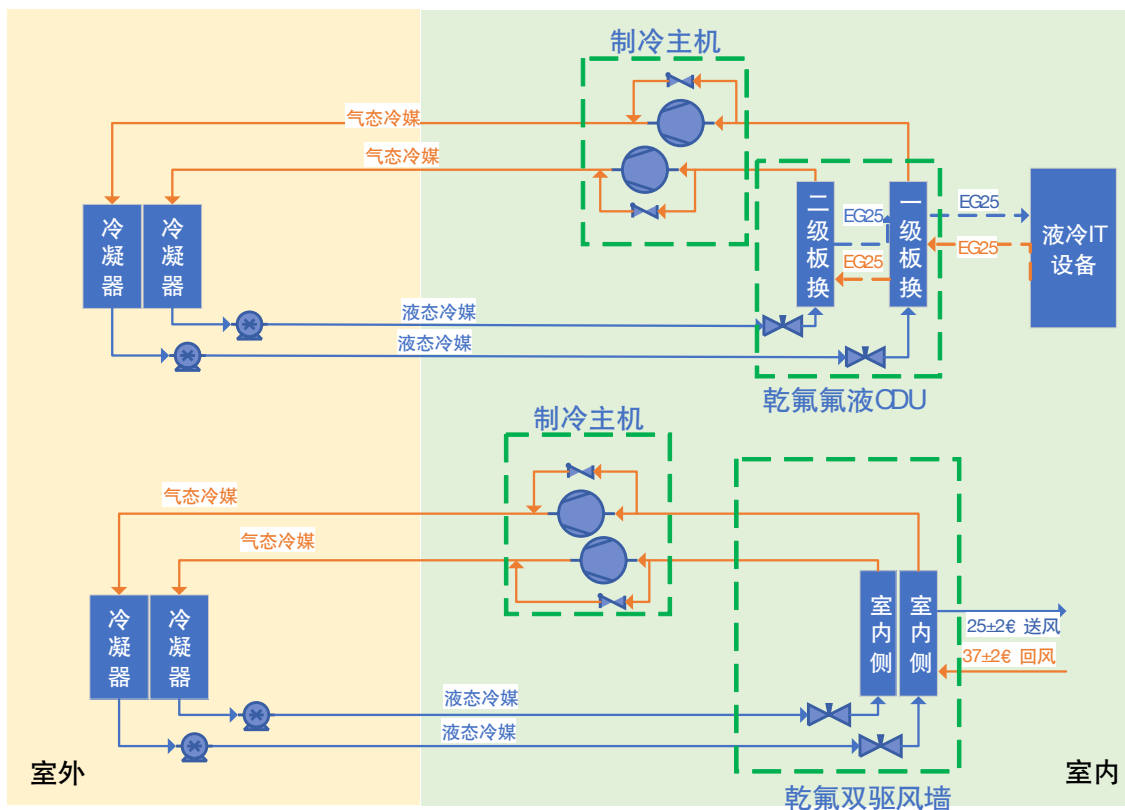 制冷主机
气态冷媒
气态冷媒
冷凝器
冷凝器
二级板换
EG25
EG25
一级板换
EG25
EG25
液冷IT
设备
液态冷媒
液态冷媒
乾氟氟液CDU
制冷主机
气态冷媒
气态冷媒
冷凝器
冷凝器
室内侧
室内侧
25±2€ 送风
37±2€ 回风
液态冷媒
液态冷媒
室外
室内
乾氟双驱风墙